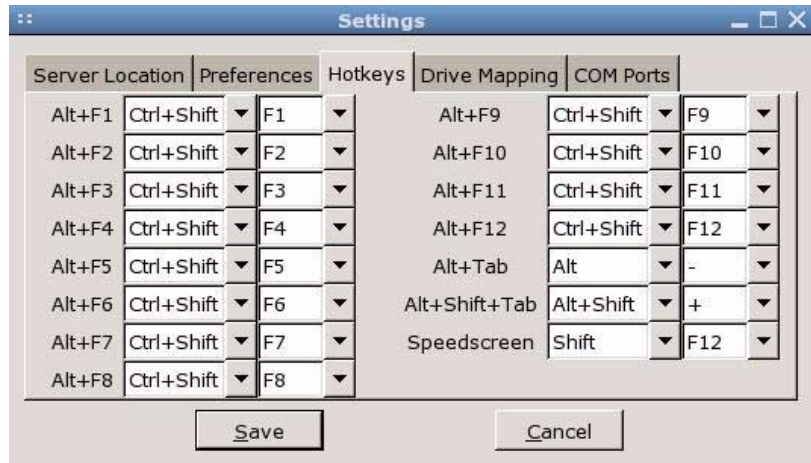 Settings
Server Location Preferences Hotkeys Drive Mapping COM Ports
Alt+F1 Ctrl+Shift F1 Alt+F9 Ctrl+Shift F9
Alt+F2 Ctrl+Shift F2 Alt+F10 Ctrl+Shift F10
Alt+F3 Ctrl+Shift F3 Alt+F11 Ctrl+Shift F11
Alt+F4 Ctrl+Shift F4 Alt+F12 Ctrl+Shift F12
Alt+F5 Ctrl+Shift F5 Alt+Tab Alt -
Alt+F6 Ctrl+Shift F6 Alt+Shift+Tab Alt+Shift +
Alt+F7 Ctrl+Shift F7 Speedscreen Shift F12
Alt+F8 Ctrl+Shift F8
Save Cancel